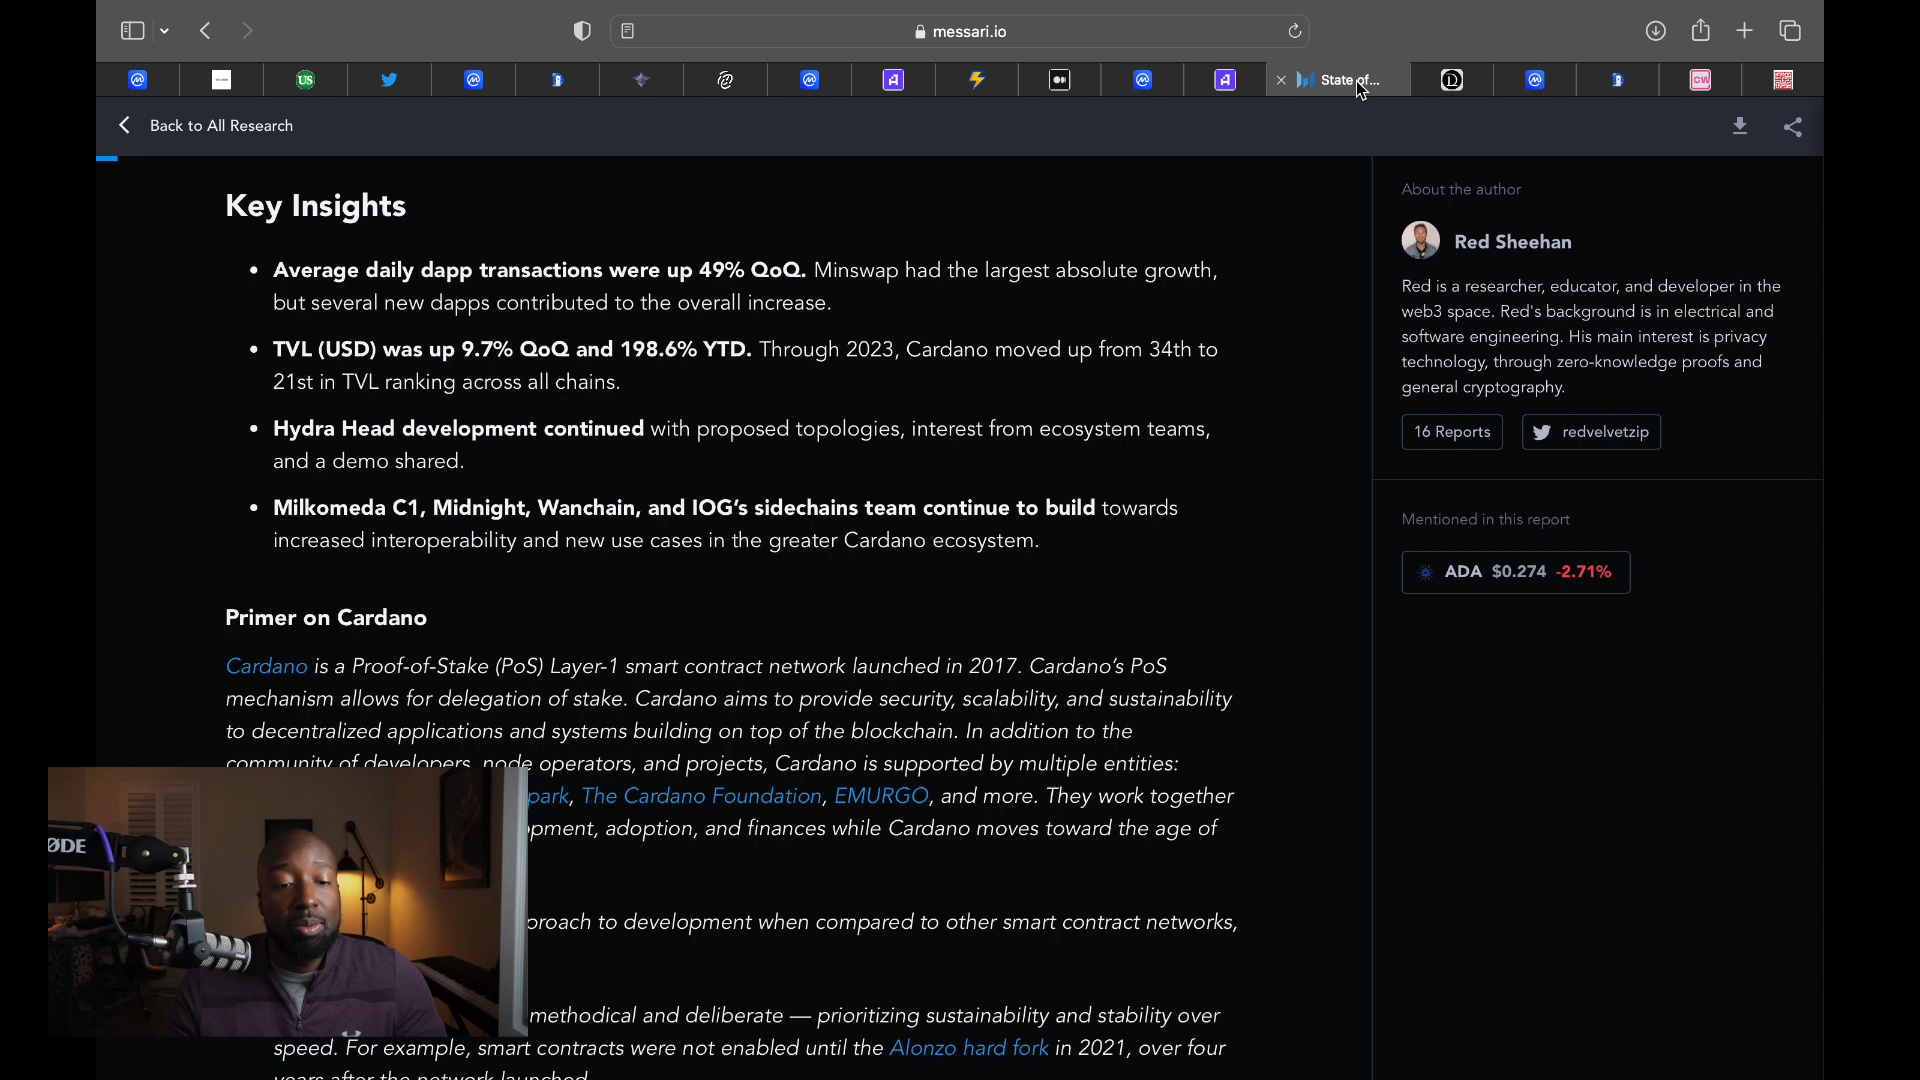 messari.io
US
State of...
CW
Back to All Research
Key Insights
• Average daily dapp transactions were up 49% QoQ. Minswap had the largest absolute growth,
but several new dapps contributed to the overall increase.
• TVL (USD) was up 9.7% QoQ and 198.6% YTD. Through 2023, Cardano moved up from 34th to
21st in TVL ranking across all chains.
• Hydra Head development continued with proposed topologies, interest from ecosystem teams,
and a demo shared.
• Milkomeda C1, Midnight, Wanchain, and IOG’s sidechains team continue to build towards
increased interoperability and new use cases in the greater Cardano ecosystem.
Primer on Cardano
Cardano is a Proof-of-Stake (PoS) Layer-1 smart contract network launched in 2017. Cardano’s PoS
mechanism allows for delegation of stake. Cardano aims to provide security, scalability, and sustainability
to decentralized applications and systems building on top of the blockchain. In addition to the
community of developers, node operators, and projects, Cardano is supported by multiple entities:
park, The Cardano Foundation, EMURGO, and more. They work together
opment, adoption, and finances while Cardano moves toward the age of
proach to development when compared to other smart contract networks,
methodical and deliberate — prioritizing sustainability and stability over
speed. For example, smart contracts were not enabled until the Alonzo hard fork in 2021, over four
years after the network launched.
About the author
Red Sheehan
Red is a researcher, educator, and developer in the
web3 space. Red's background is in electrical and
software engineering. His main interest is privacy
technology, through zero-knowledge proofs and
general cryptography.
16 Reports
redvelvetzip
Mentioned in this report
ADA $0.274 -2.71%
RØDE